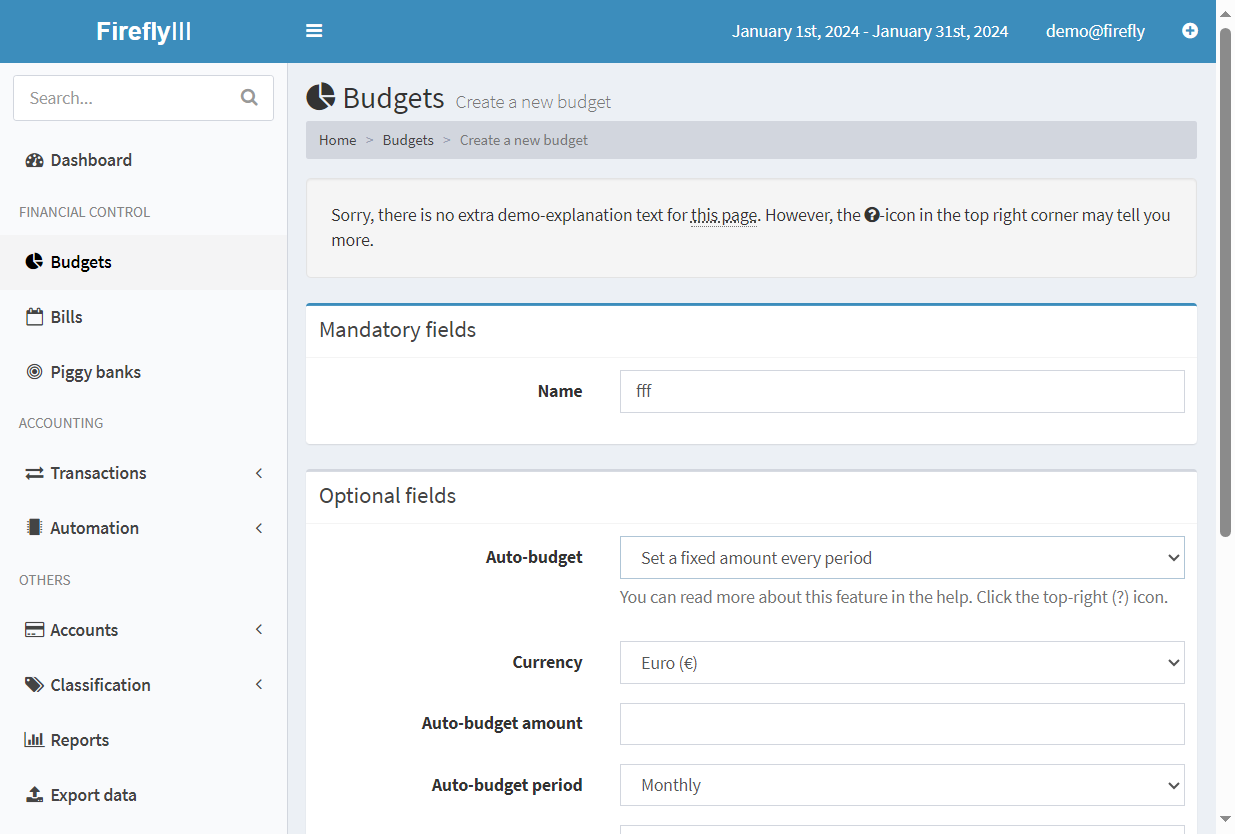 FireflyIII
January 1st, 2024 - January 31st, 2024
demo@firefly
Search...
Dashboard
FINANCIAL CONTROL
Budgets
Bills
Piggy banks
ACCOUNTING
Transactions
Automation
OTHERS
Accounts
Classification
Reports
Export data
Budgets Create a new budget
Home > Budgets > Create a new budget
Sorry, there is no extra demo-explanation text for this page. However, the ?-icon in the top right corner may tell you
more.
Mandatory fields
Name
fff
Optional fields
Auto-budget
Set a fixed amount every period
You can read more about this feature in the help. Click the top-right (?) icon.
Currency
Euro (€)
Auto-budget amount
Auto-budget period
Monthly